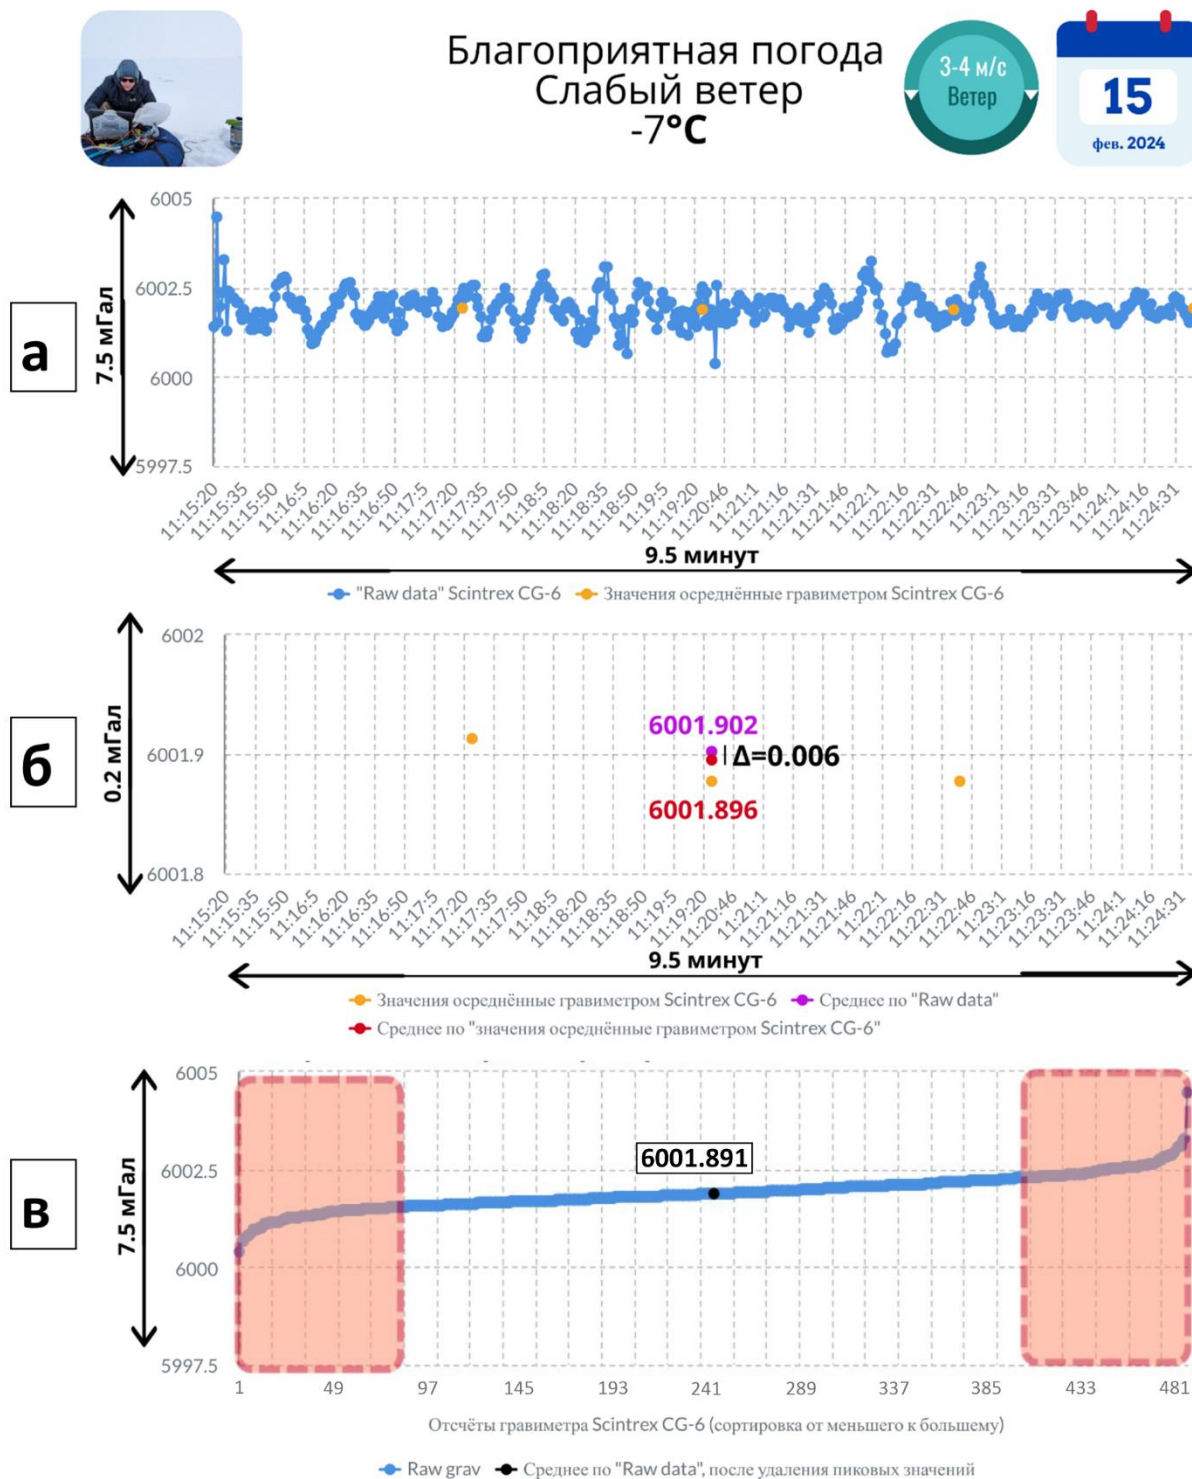 Благоприятная погода
Слабый ветер
-7°C
3-4 м/с
Ветер
15
фев. 2024
а
7.5 мГал
6005
6002.5
6000
5997.5
11:15:20 11:15:35 11:15:50 11:16:5 11:16:20 11:16:35 11:16:50 11:17:5 11:17:20 11:17:35 11:17:50 11:18:5 11:18:20 11:18:35 11:18:50 11:19:5 11:19:20 11:20:46 11:21:1 11:21:16 11:21:31 11:21:46 11:22:1 11:22:16 11:22:31 11:22:46 11:23:1 11:23:16 11:23:31 11:23:46 11:24:1 11:24:16 11:24:31
9.5 минут
"Raw data" Scintrex CG-6 Значения осреднённые гравиметром Scintrex CG-6
б
0.2 мГал
6002
6001.9
6001.8
6001.902
Δ=0.006
6001.896
11:15:20 11:15:35 11:15:50 11:16:5 11:16:20 11:16:35 11:16:50 11:17:5 11:17:20 11:17:35 11:17:50 11:18:5 11:18:20 11:18:35 11:18:50 11:19:5 11:19:20 11:20:46 11:21:1 11:21:16 11:21:31 11:21:46 11:22:1 11:22:16 11:22:31 11:22:46 11:23:1 11:23:16 11:23:31 11:23:46 11:24:1 11:24:16 11:24:31
9.5 минут
Значения осреднённые гравиметром Scintrex CG-6 Среднее по "Raw data"
Среднее по "значения осреднённые гравиметром Scintrex CG-6"
в
7.5 мГал
6005
6002.5
6000
5997.5
6001.891
1 49 97 145 193 241 289 337 385 433 481
Отсчёты гравиметра Scintrex CG-6 (сортировка от меньшего к большему)
Raw grav Среднее по "Raw data", после удаления пиковых значений